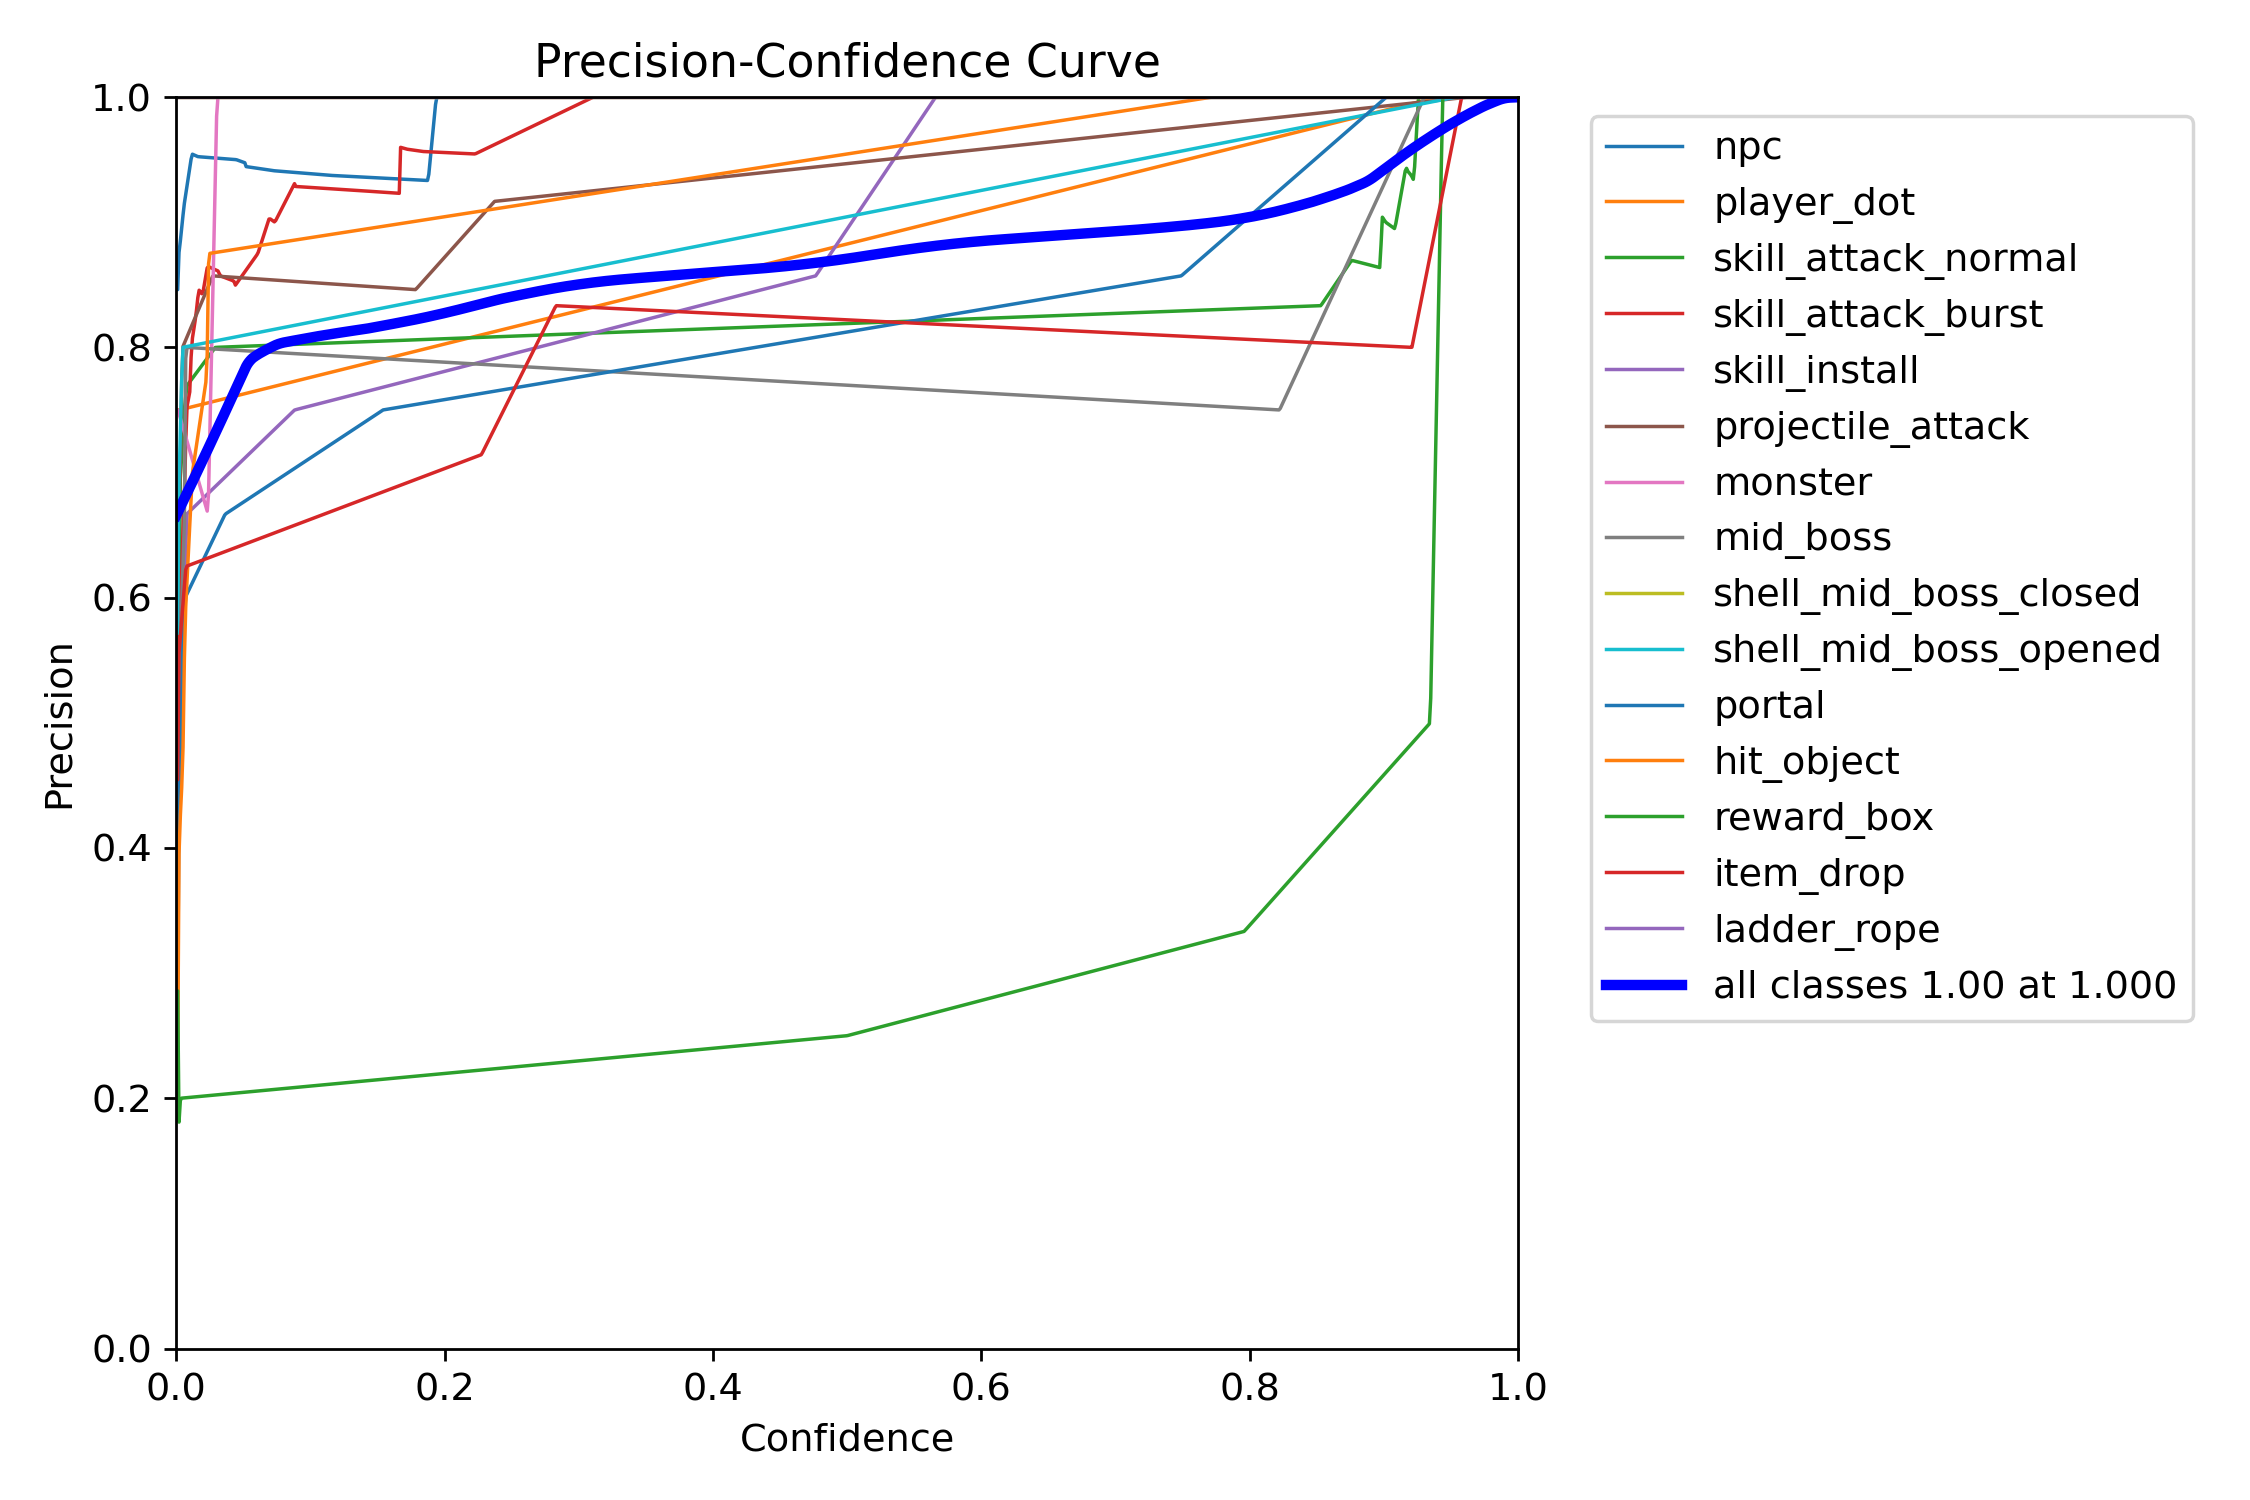 Precision-Confidence Curve
1.0
0.8
0.6
0.4
0.2
0.0
Precision
0.0 0.2 0.4 0.6 0.8 1.0
Confidence
npc
player_dot
skill_attack_normal
skill_attack_burst
skill_install
projectile_attack
monster
mid_boss
shell_mid_boss_closed
shell_mid_boss_opened
portal
hit_object
reward_box
item_drop
ladder_rope
all classes 1.00 at 1.000